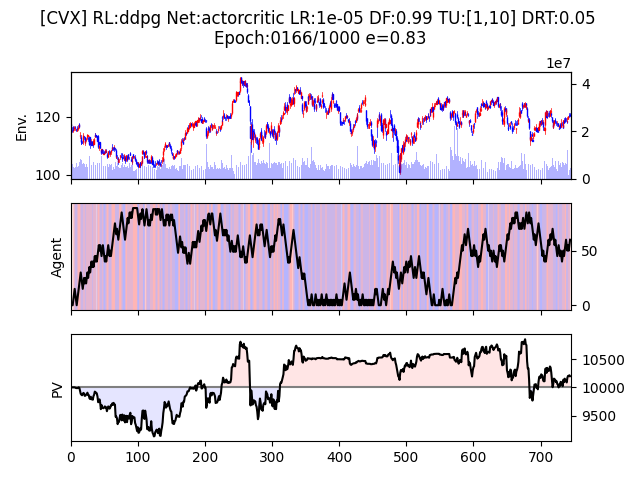 [CVX] RL:ddpg Net:actorcritic LR:1e-05 DF:0.99 TU:[1,10] DRT:0.05
Epoch:0166/1000 e=0.83
1e7
Env.
120
100
4
2
0
Agent
50
0
PV
10500
10000
9500
0 100 200 300 400 500 600 700